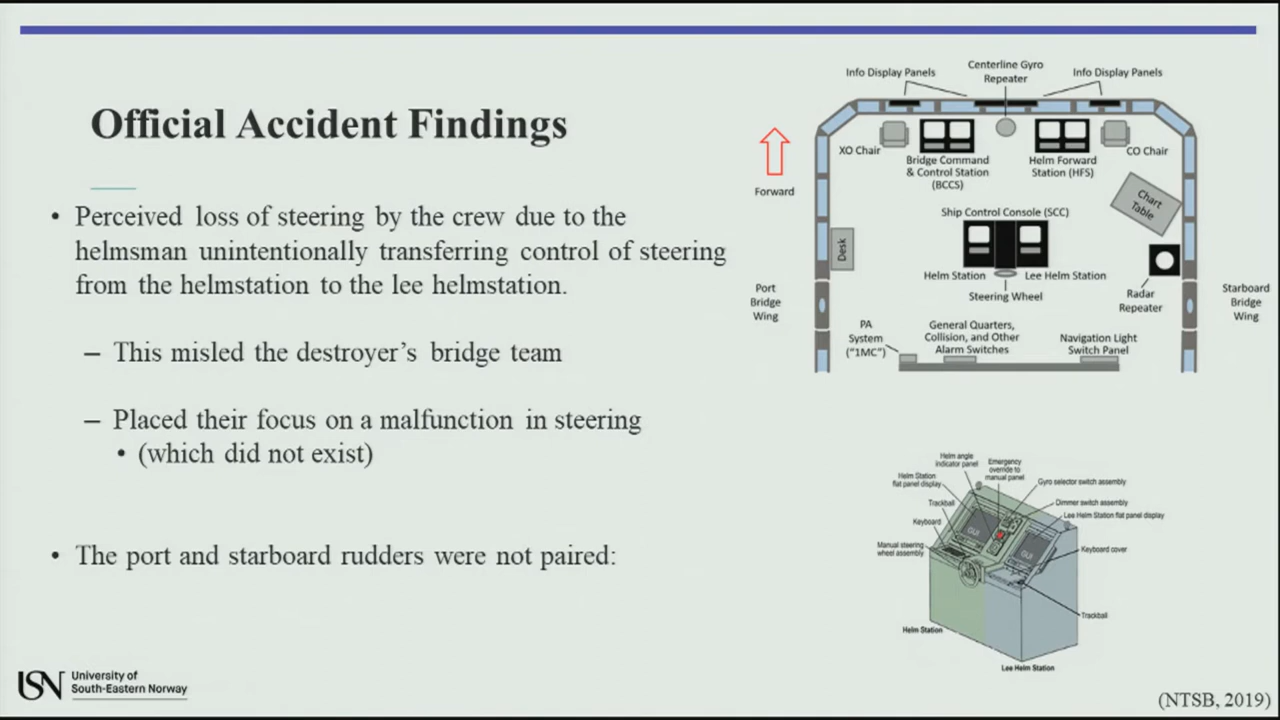 Official Accident Findings
• Perceived loss of steering by the crew due to the
helmsman unintentionally transferring control of steering
from the helmstation to the lee helmstation.
– This misled the destroyer's bridge team
– Placed their focus on a malfunction in steering
• (which did not exist)
• The port and starboard rudders were not paired:
Info Display Panels
Centerline Gyro
Repeater
Info Display Panels
XO Chair
Bridge Command
& Control Station
(BCCS)
Helm Forward
Station (HFS)
CO Chair
Forward
Chart
Table
Ship Control Console (SCC)
Desk
Helm Station
Lee Helm Station
Steering Wheel
Radar
Repeater
Port
Bridge
Wing
Starboard
Bridge
Wing
PA
System
("1MC")
General Quarters,
Collision, and Other
Alarm Switches
Navigation Light
Switch Panel
Helm angle
indicator panel
Emergency
override to
manual panel
Helm Station
flat panel display
Gyro selector switch assembly
Trackball
Dimmer switch assembly
Lee Helm Station flat panel display
Keyboard
GUI
GUI
Manual steering
wheel assembly
Keyboard cover
Trackball
Helm Station
Lee Helm Station
USN
University of
South-Eastern Norway
(NTSB, 2019)